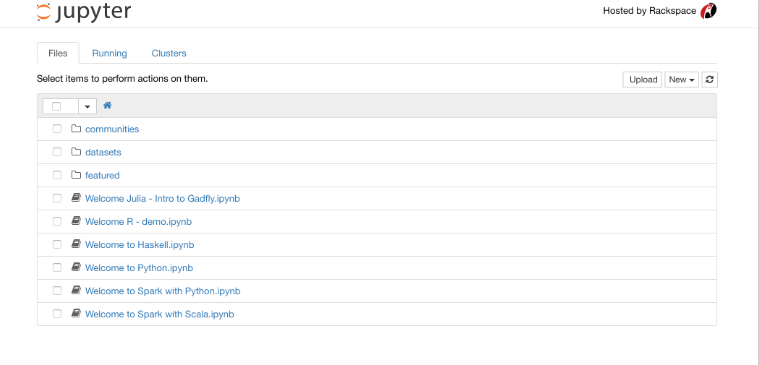 jupyter
Hosted by Rackspace
Files Running Clusters
Select items to perform actions on them.
Upload New
communities
datasets
featured
Welcome Julia - Intro to Gadfly.ipynb
Welcome R - demo.ipynb
Welcome to Haskell.ipynb
Welcome to Python.ipynb
Welcome to Spark with Python.ipynb
Welcome to Spark with Scala.ipynb